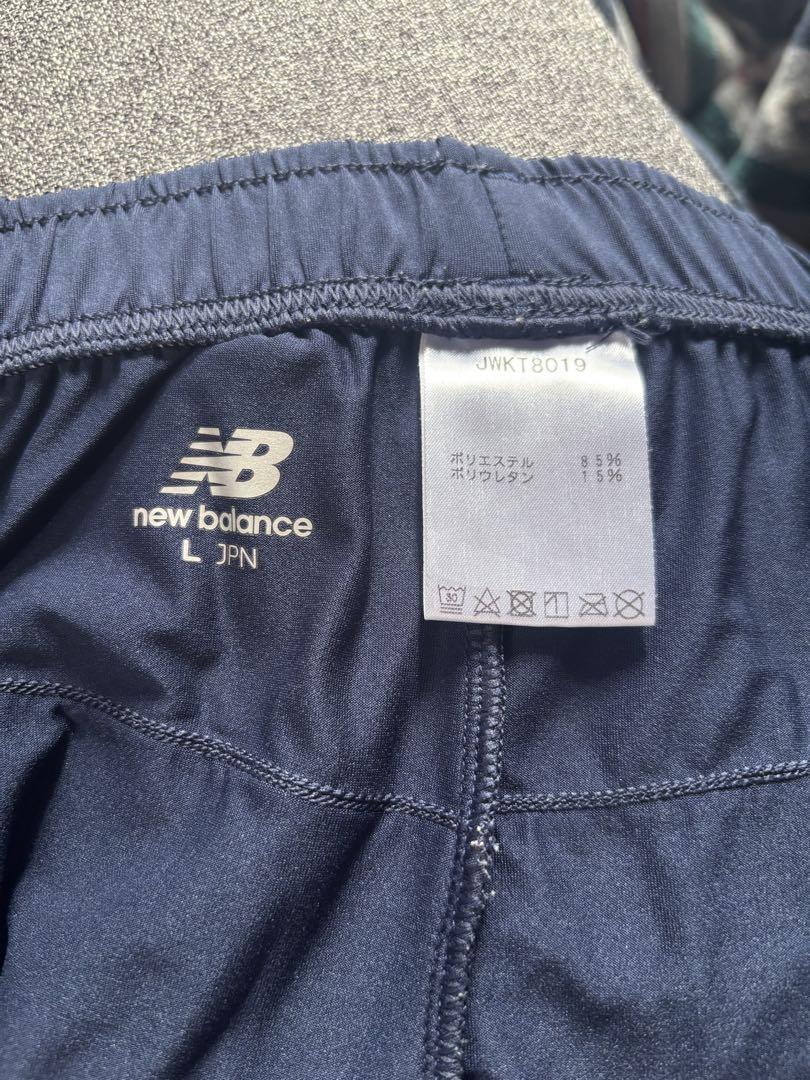 NB
new balance
L JPN
JWKT8019
ポリエステル 85%
ポリウレタン 15%
30